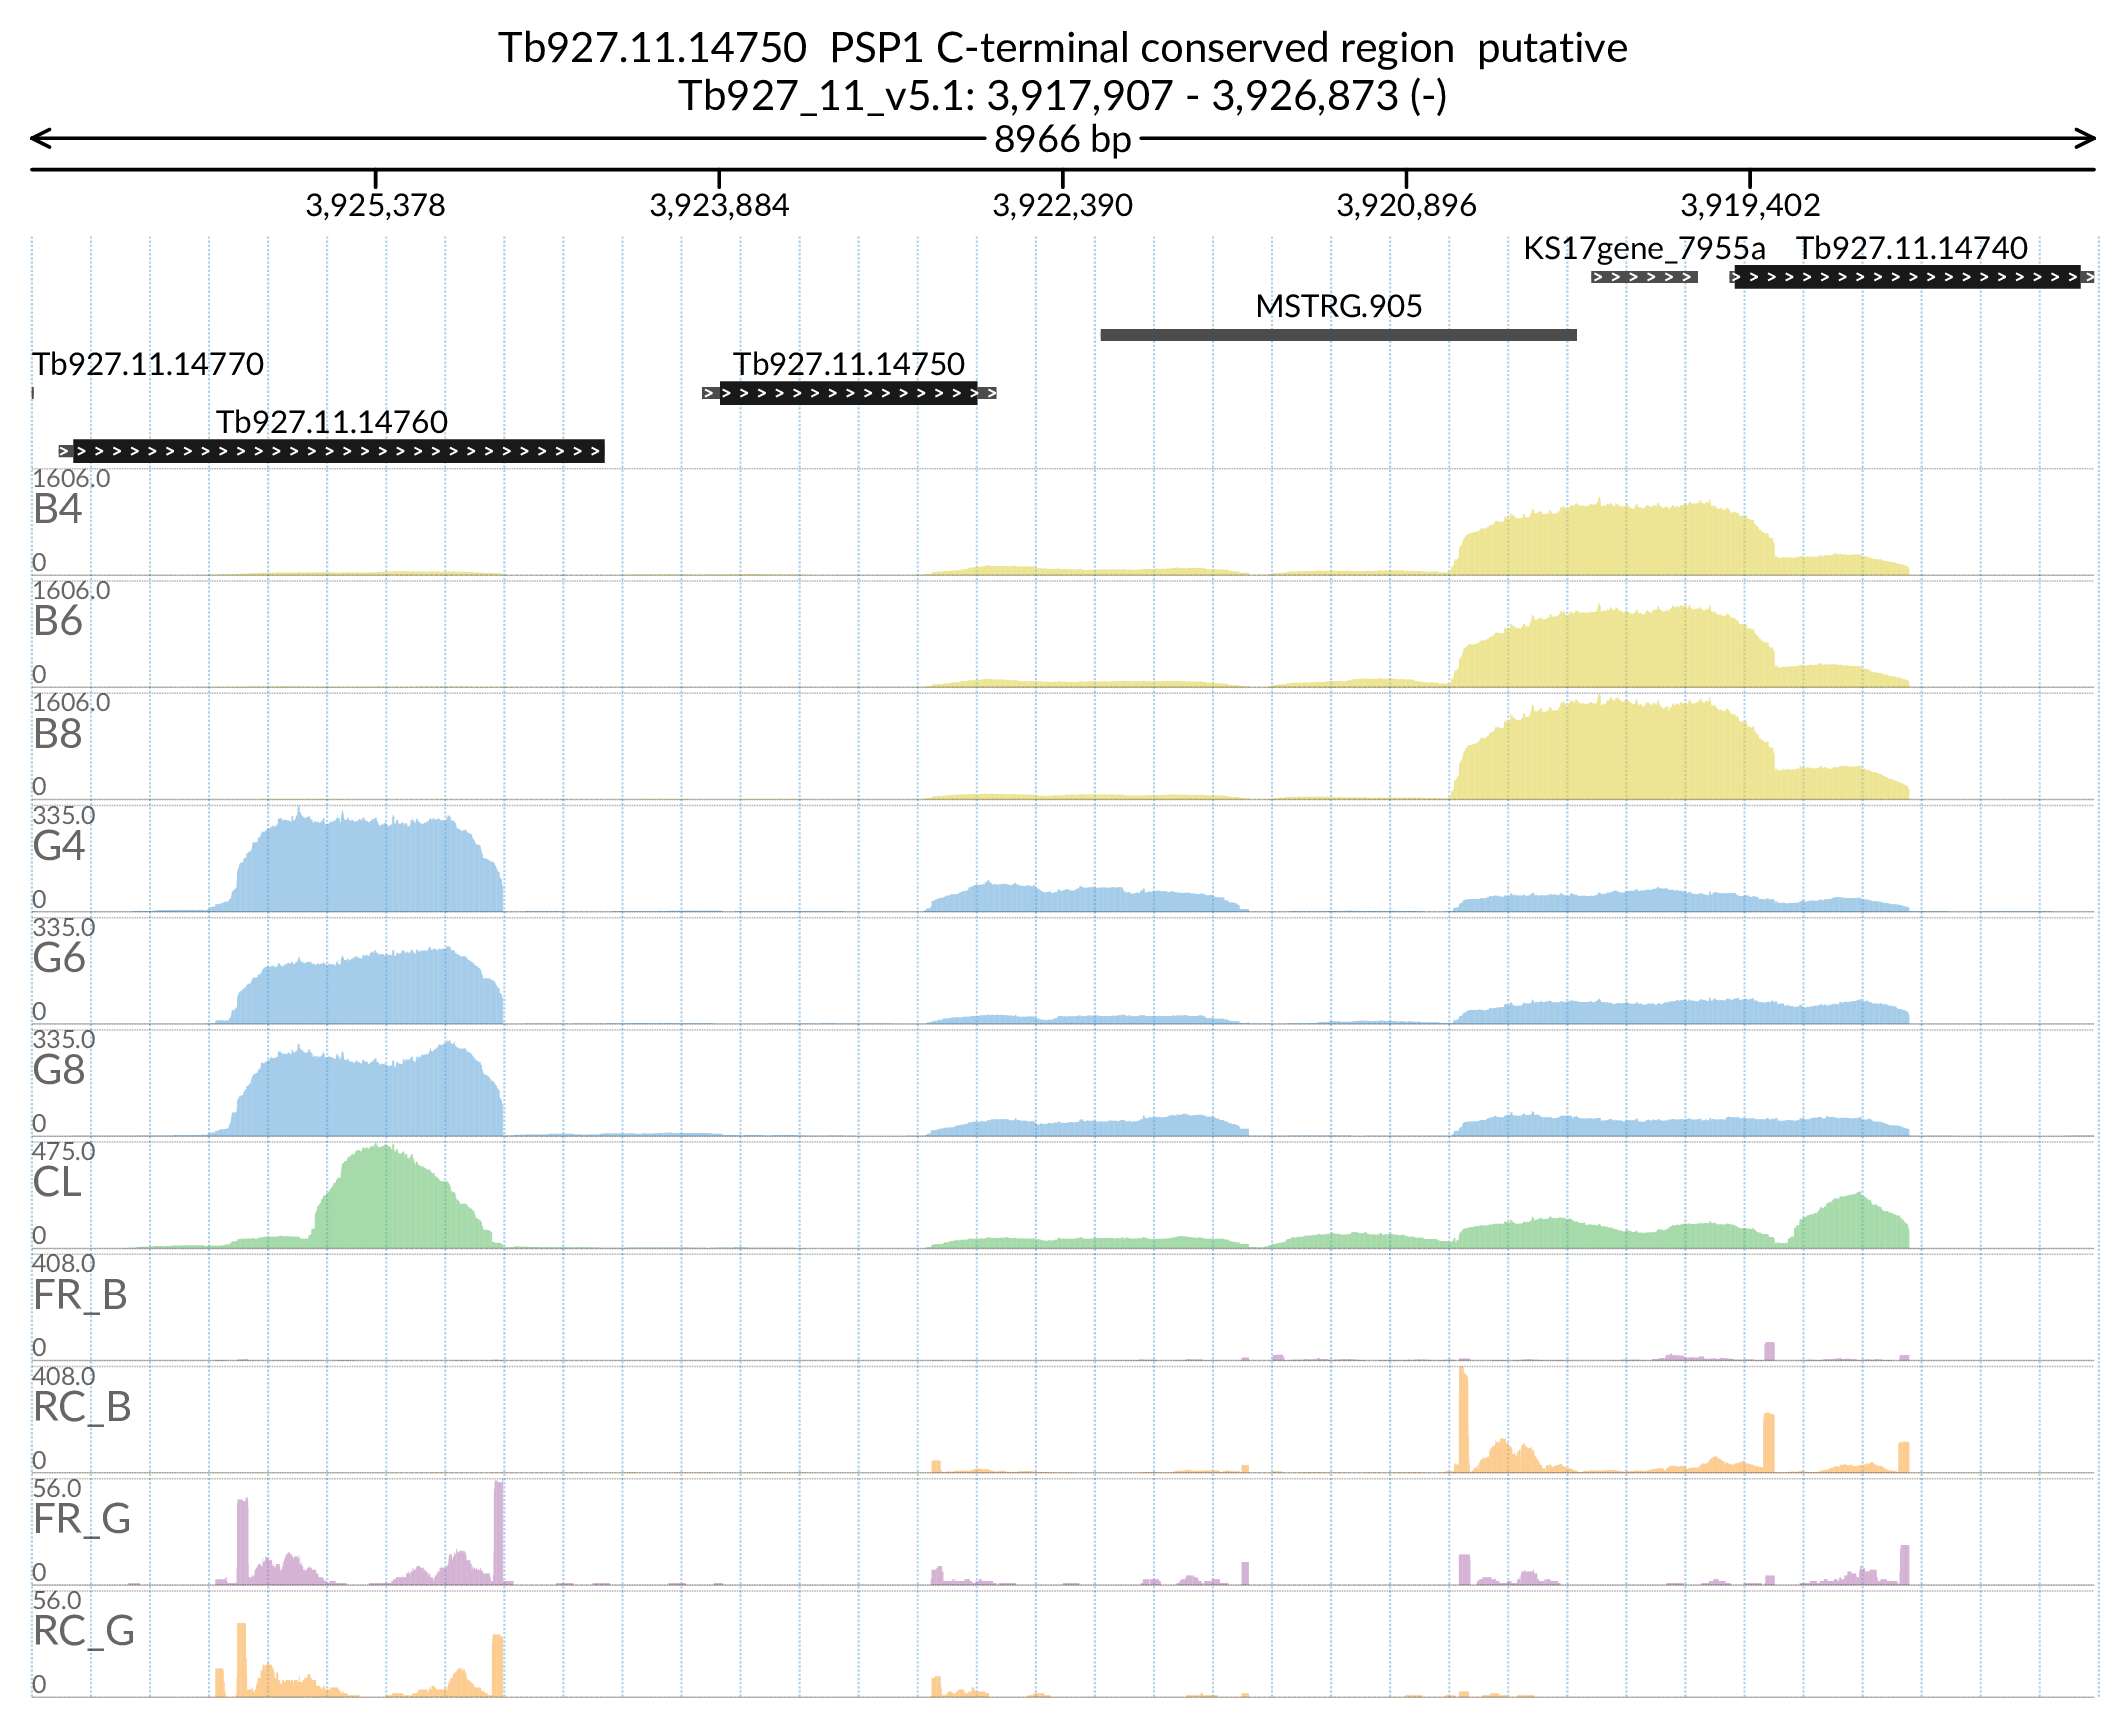 Tb927.11.14750  PSP1 C-terminal conserved region  putative
Tb927_11_v5.1: 3,917,907 - 3,926,873 (-)
8966 bp
3,925,378 3,923,884 3,922,390 3,920,896 3,919,402
KS17gene_7955a Tb927.11.14740
MSTRG.905
Tb927.11.14770 Tb927.11.14750
Tb927.11.14760
1606.0
B4
0
1606.0
B6
0
1606.0
B8
0
335.0
G4
0
335.0
G6
0
335.0
G8
0
475.0
CL
0
408.0
FR_B
0
408.0
RC_B
0
56.0
FR_G
0
56.0
RC_G
0